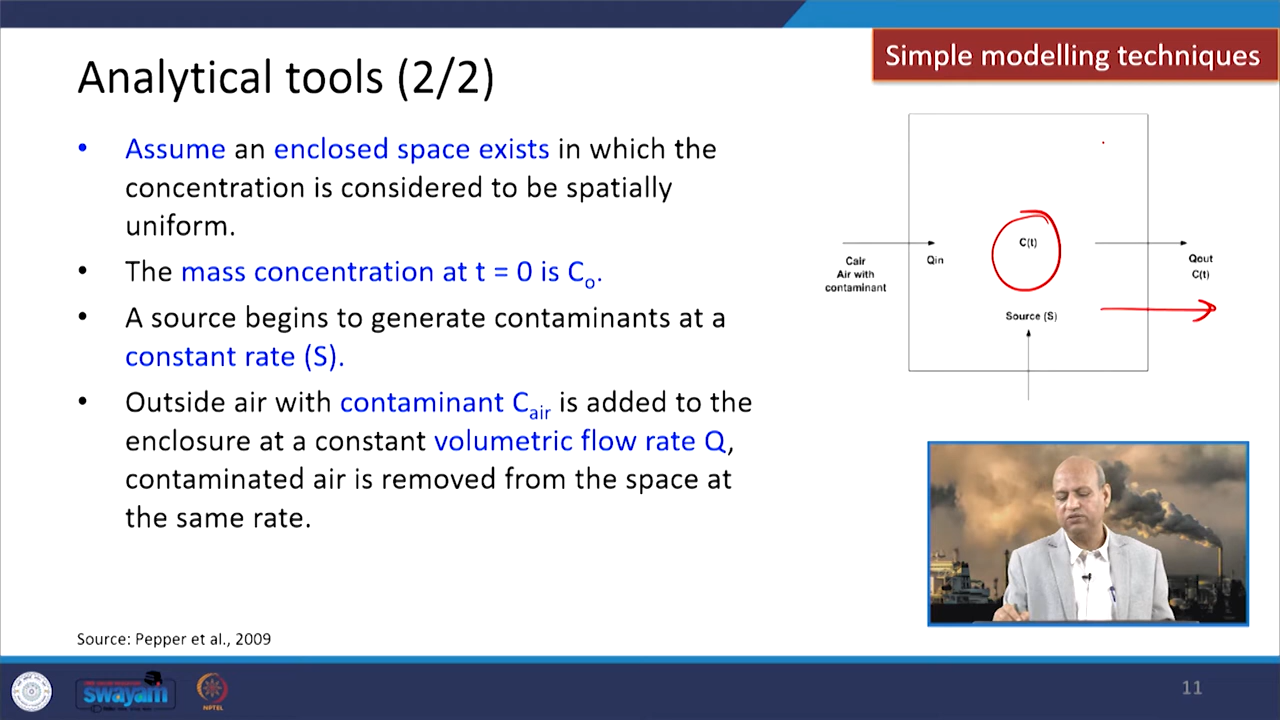 Simple modelling techniques
Analytical tools (2/2)
• Assume an enclosed space exists in which the
concentration is considered to be spatially
uniform.
• The mass concentration at t = 0 is Co.
• A source begins to generate contaminants at a
constant rate (S).
• Outside air with contaminant Cair is added to the
enclosure at a constant volumetric flow rate Q,
contaminated air is removed from the space at
the same rate.
C(t)
Cair
Air with
contaminant
Qin
Qout
C(t)
Source (S)
Source: Pepper et al., 2009
swayam
NPTEL
11